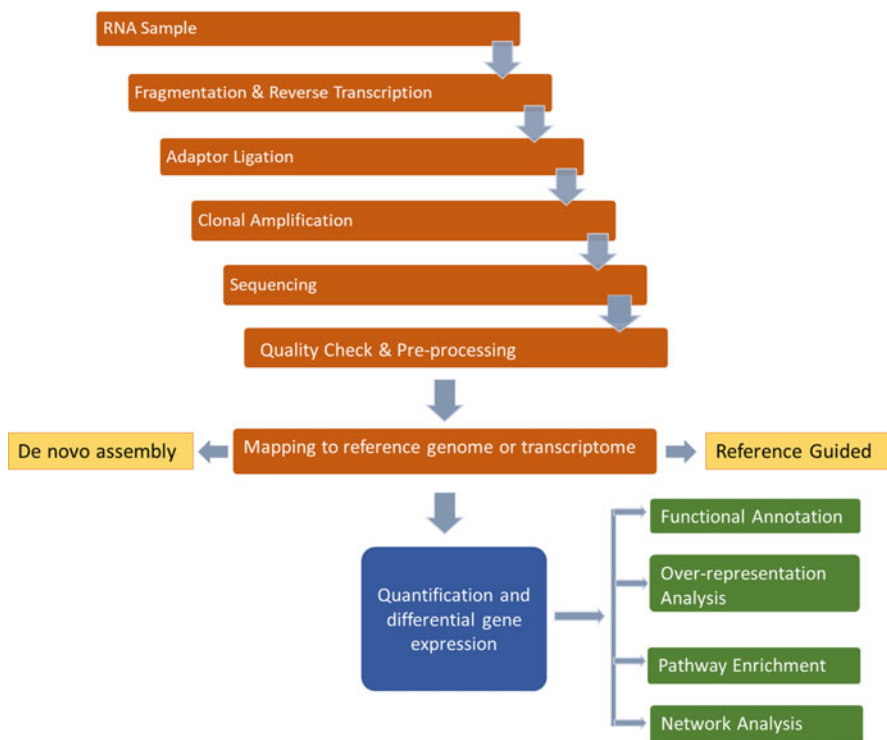 RNA Sample
Fragmentation & Reverse Transcription
Adaptor Ligation
Clonal Amplification
Sequencing
Quality Check & Pre-processing
De novo assembly
Mapping to reference genome or transcriptome
Reference Guided
Quantification and
differential gene
expression
Functional Annotation
Over-representation
Analysis
Pathway Enrichment
Network Analysis